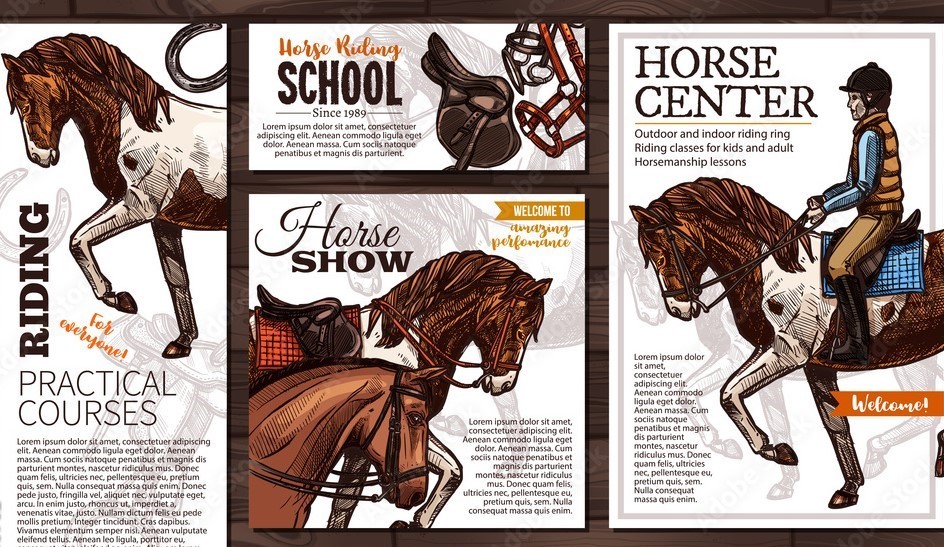 RIDING
For
everyone!
PRACTICAL
COURSES
Lorem ipsum dolor sit amet, consectetuer adipiscing
elit. Aenean commodo ligula eget dolor. Aenean
massa. Cum sociis natoque penatibus et magnis dis
parturient montes, nascetur ridiculus mus. Donec
quam felis, ultricies nec, pellentesque eu, pretium
quis, sem. Nulla consequat massa quis enim. Donec
pede justo, fringilla vel, aliquet nec, vulputate eget,
arcu. In enim justo, rhoncus ut, imperdiet a,
venenatis vitae, justo. Nullam dictum felis eu pede
mollis pretium. Integer tincidunt. Cras dapibus.
Vivamus elementum semper nisi. Aenean vulputate
Horse Riding
SCHOOL
Since 1989
Lorem ipsum dolor sit amet, consectetuer
adipiscing elit. Aenean commodo ligula eget
dolor. Aenean massa. Cum sociis natoque
penatibus et magnis dis parturient.
Horse
SHOW
WELCOME TO
amazing
perfomance
Lorem ipsum dolor sit amet,
consectetuer adipiscing elit.
Aenean commodo ligula
eget dolor. Aenean massa.
Cum sociis natoque
penatibus et magnis dis
parturient montes, nascetur
ridiculus mus. Donec quam felis,
ultricies nec, pellentesque eu,
pretium quis, sem. Nulla
consequat massa quis enim.
HORSE
CENTER
Outdoor and indoor riding ring
Riding classes for kids and adult
Horsemanship lessons
Lorem ipsum dolor
sit amet,
consectetuer
adipiscing elit.
Aenean commodo
ligula eget dolor.
Aenean massa. Cum
sociis natoque
penatibus et
magnis dis
parturient montes,
nascetur ridiculus
mus. Donec quam
felis, ultricies nec,
pellentesque eu,
pretium quis, sem.
Nulla consequat
massa quis enim.
Welcome!